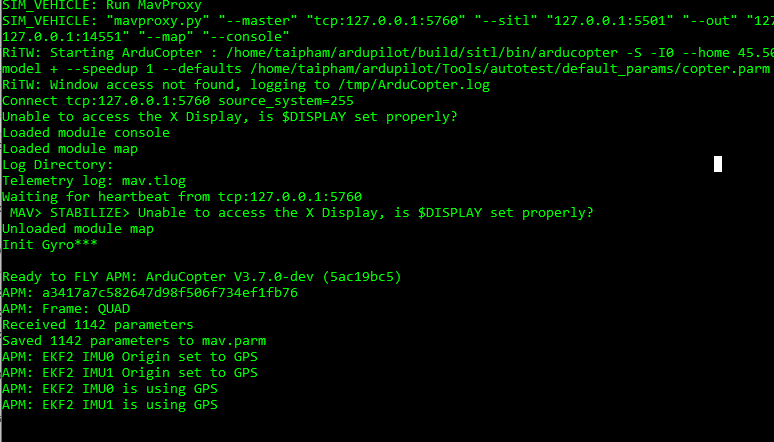 SIM_VEHICLE: Run MavProxy
SIM_VEHICLE: "mavproxy.py" "--master" "tcp:127.0.0.1:5760" "--sitl" "127.0.0.1:5501" "--out" "127
127.0.0.1:14551" "--map" "--console"
RiTW: Starting ArduCopter : /home/taipham/ardupilot/build/sitl/bin/arducopter -S -I0 --home 45.50
model + --speedup 1 --defaults /home/taipham/ardupilot/Tools/autotest/default_params/copter.parm
RiTW: Window access not found, logging to /tmp/ArduCopter.log
Connect tcp:127.0.0.1:5760 source_system=255
Unable to access the X Display, is $DISPLAY set properly?
Loaded module console
Loaded module map
Log Directory:
Telemetry log: mav.tlog
Waiting for heartbeat from tcp:127.0.0.1:5760
MAV> STABILIZE> Unable to access the X Display, is $DISPLAY set properly?
Unloaded module map
Init Gyro***
Ready to FLY APM: ArduCopter V3.7.0-dev (5ac19bc5)
APM: a3417a7c582647d98f506f734ef1fb76
APM: Frame: QUAD
Received 1142 parameters
Saved 1142 parameters to mav.parm
APM: EKF2 IMU0 Origin set to GPS
APM: EKF2 IMU1 Origin set to GPS
APM: EKF2 IMU0 is using GPS
APM: EKF2 IMU1 is using GPS